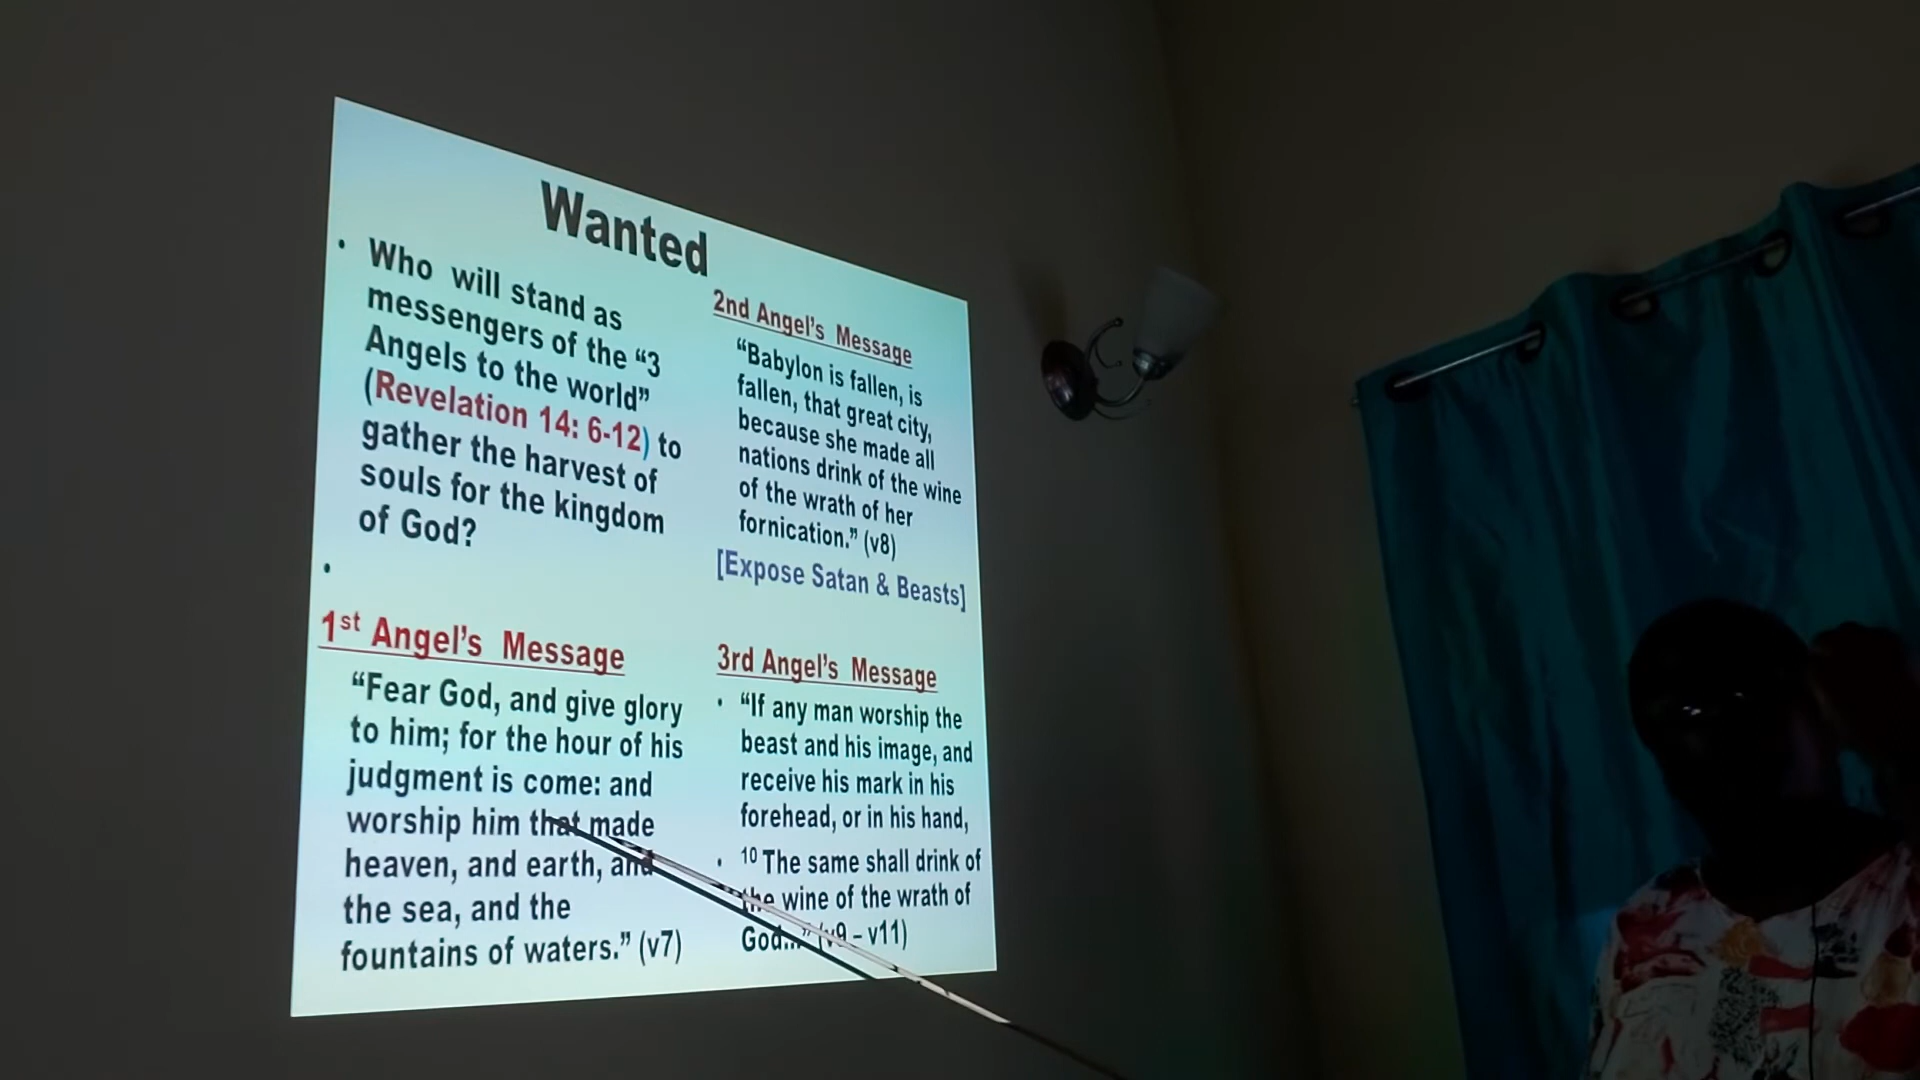 Wanted
• Who will stand as
messengers of the “3
Angels to the world”
(Revelation 14: 6-12) to
gather the harvest of
souls for the kingdom
of God?
•
1st Angel’s Message
“Fear God, and give glory
to him; for the hour of his
judgment is come: and
worship him that made
heaven, and earth, and
the sea, and the
fountains of waters.” (v7)
2nd Angel’s Message
“Babylon is fallen, is
fallen, that great city,
because she made all
nations drink of the wine
of the wrath of her
fornication.” (v8)
[Expose Satan & Beasts]
3rd Angel’s Message
• “If any man worship the
beast and his image, and
receive his mark in his
forehead, or in his hand,
• 10 The same shall drink of
the wine of the wrath of
God...” (v9 – v11)